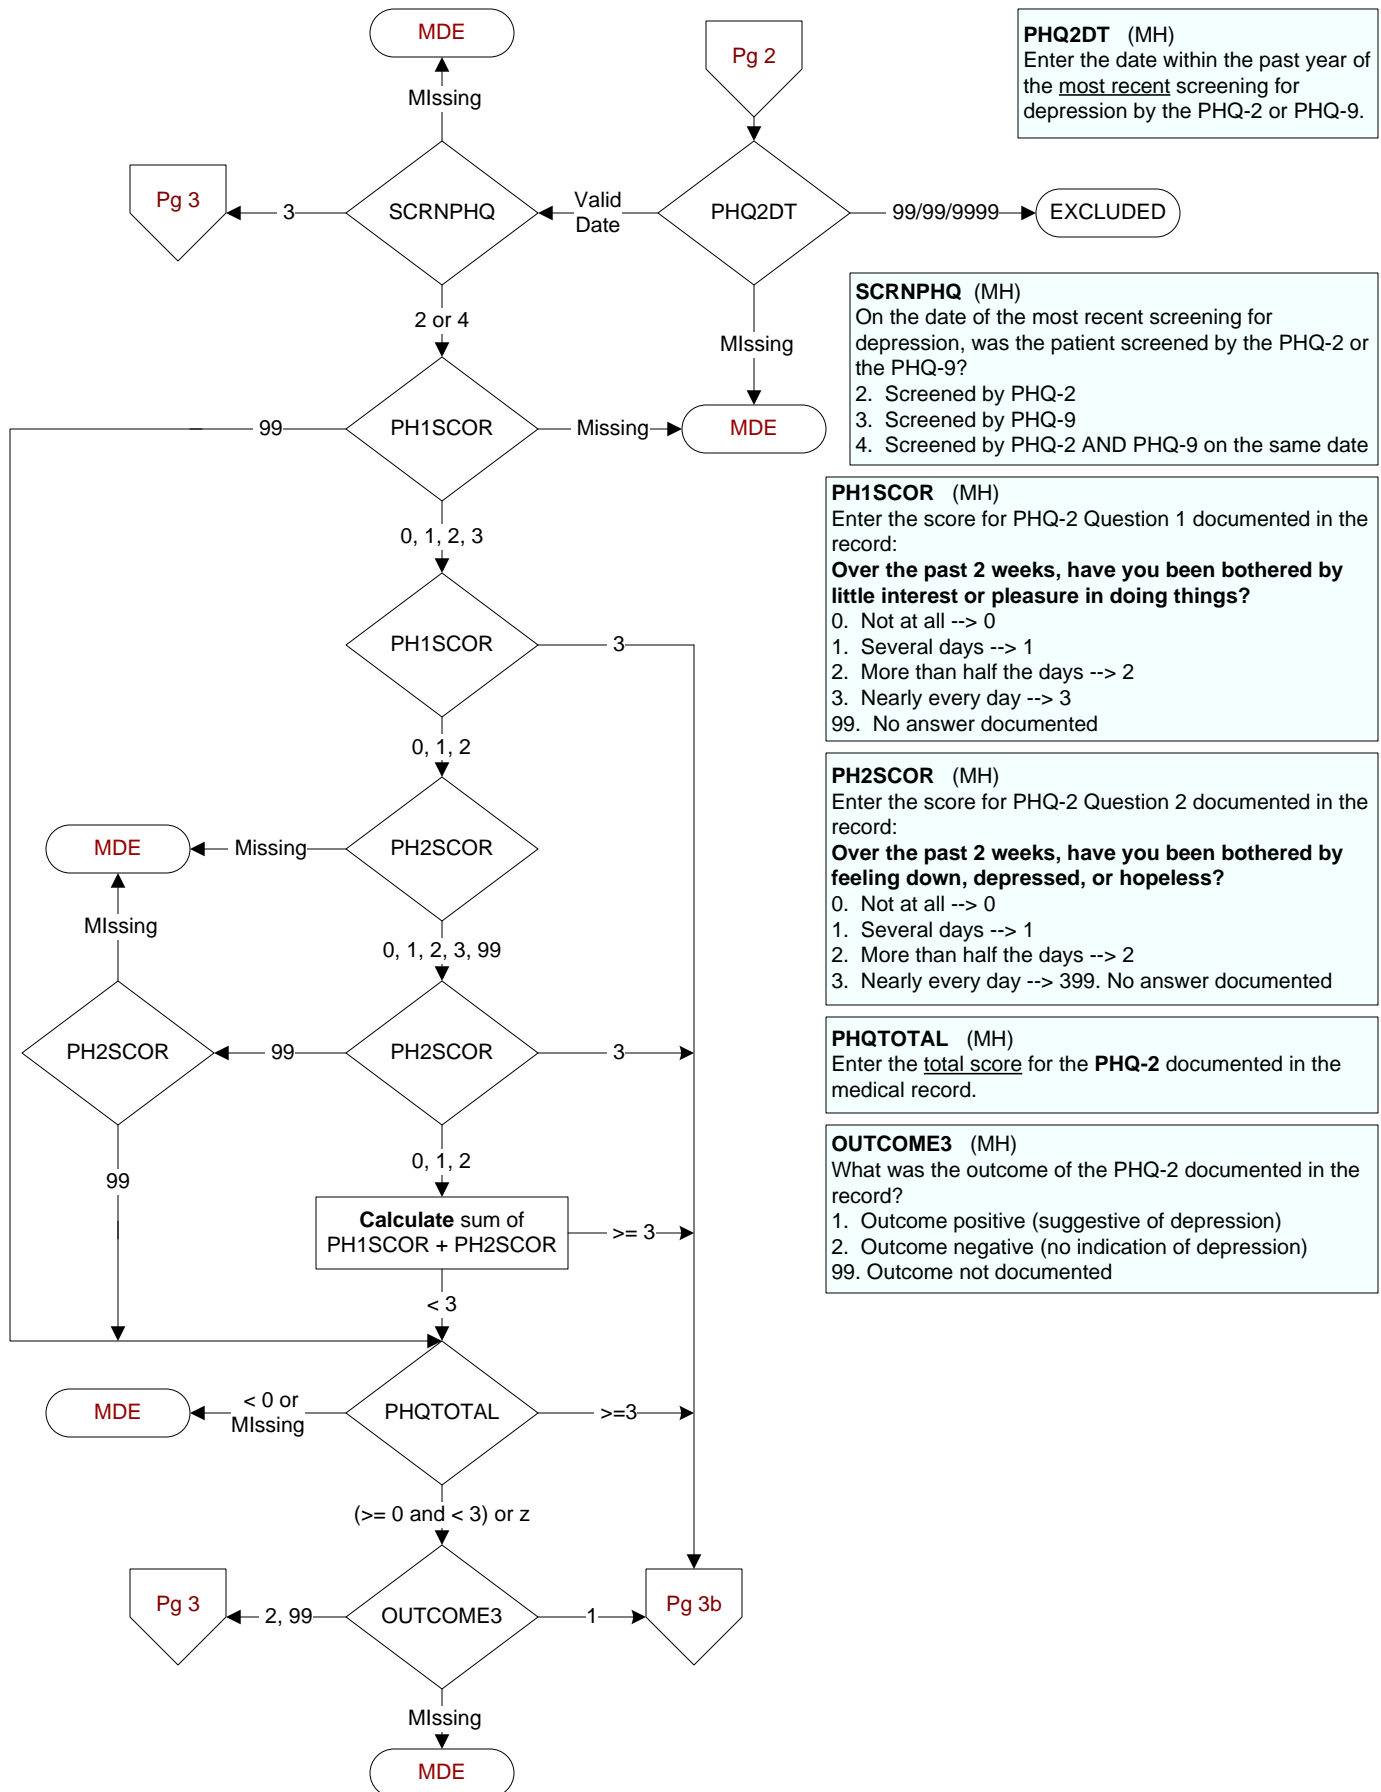 MDE
Pg 2
PHQ2DT (MH)
Enter the date within the past year of
the most recent screening for
depression by the PHQ-2 or PHQ-9.
MIssing
Pg 3
3
SCRNPHQ
Valid
Date
PHQ2DT
99/99/9999
EXCLUDED
2 or 4
MIssing
SCRNPHQ (MH)
On the date of the most recent screening for
depression, was the patient screened by the PHQ-2 or
the PHQ-9?
2. Screened by PHQ-2
3. Screened by PHQ-9
4. Screened by PHQ-2 AND PHQ-9 on the same date
99
PH1SCOR
Missing
MDE
0, 1, 2, 3
PH1SCOR (MH)
Enter the score for PHQ-2 Question 1 documented in the
record:
Over the past 2 weeks, have you been bothered by
little interest or pleasure in doing things?
0. Not at all --> 0
1. Several days --> 1
2. More than half the days --> 2
3. Nearly every day --> 3
99. No answer documented
PH1SCOR
3
0, 1, 2
MDE
Missing
PH2SCOR
PH2SCOR (MH)
Enter the score for PHQ-2 Question 2 documented in the
record:
Over the past 2 weeks, have you been bothered by
feeling down, depressed, or hopeless?
0. Not at all --> 0
1. Several days --> 1
2. More than half the days --> 2
3. Nearly every day --> 399. No answer documented
MIssing
0, 1, 2, 3, 99
PH2SCOR
99
PH2SCOR
3
PHQTOTAL (MH)
Enter the total score for the PHQ-2 documented in the
medical record.
99
0, 1, 2
Calculate sum of
PH1SCOR + PH2SCOR
>= 3
OUTCOME3 (MH)
What was the outcome of the PHQ-2 documented in the
record?
1. Outcome positive (suggestive of depression)
2. Outcome negative (no indication of depression)
99. Outcome not documented
< 3
MDE
< 0 or
MIssing
PHQTOTAL
>=3
(>= 0 and < 3) or z
Pg 3
2, 99
OUTCOME3
1
Pg 3b
MIssing
MDE